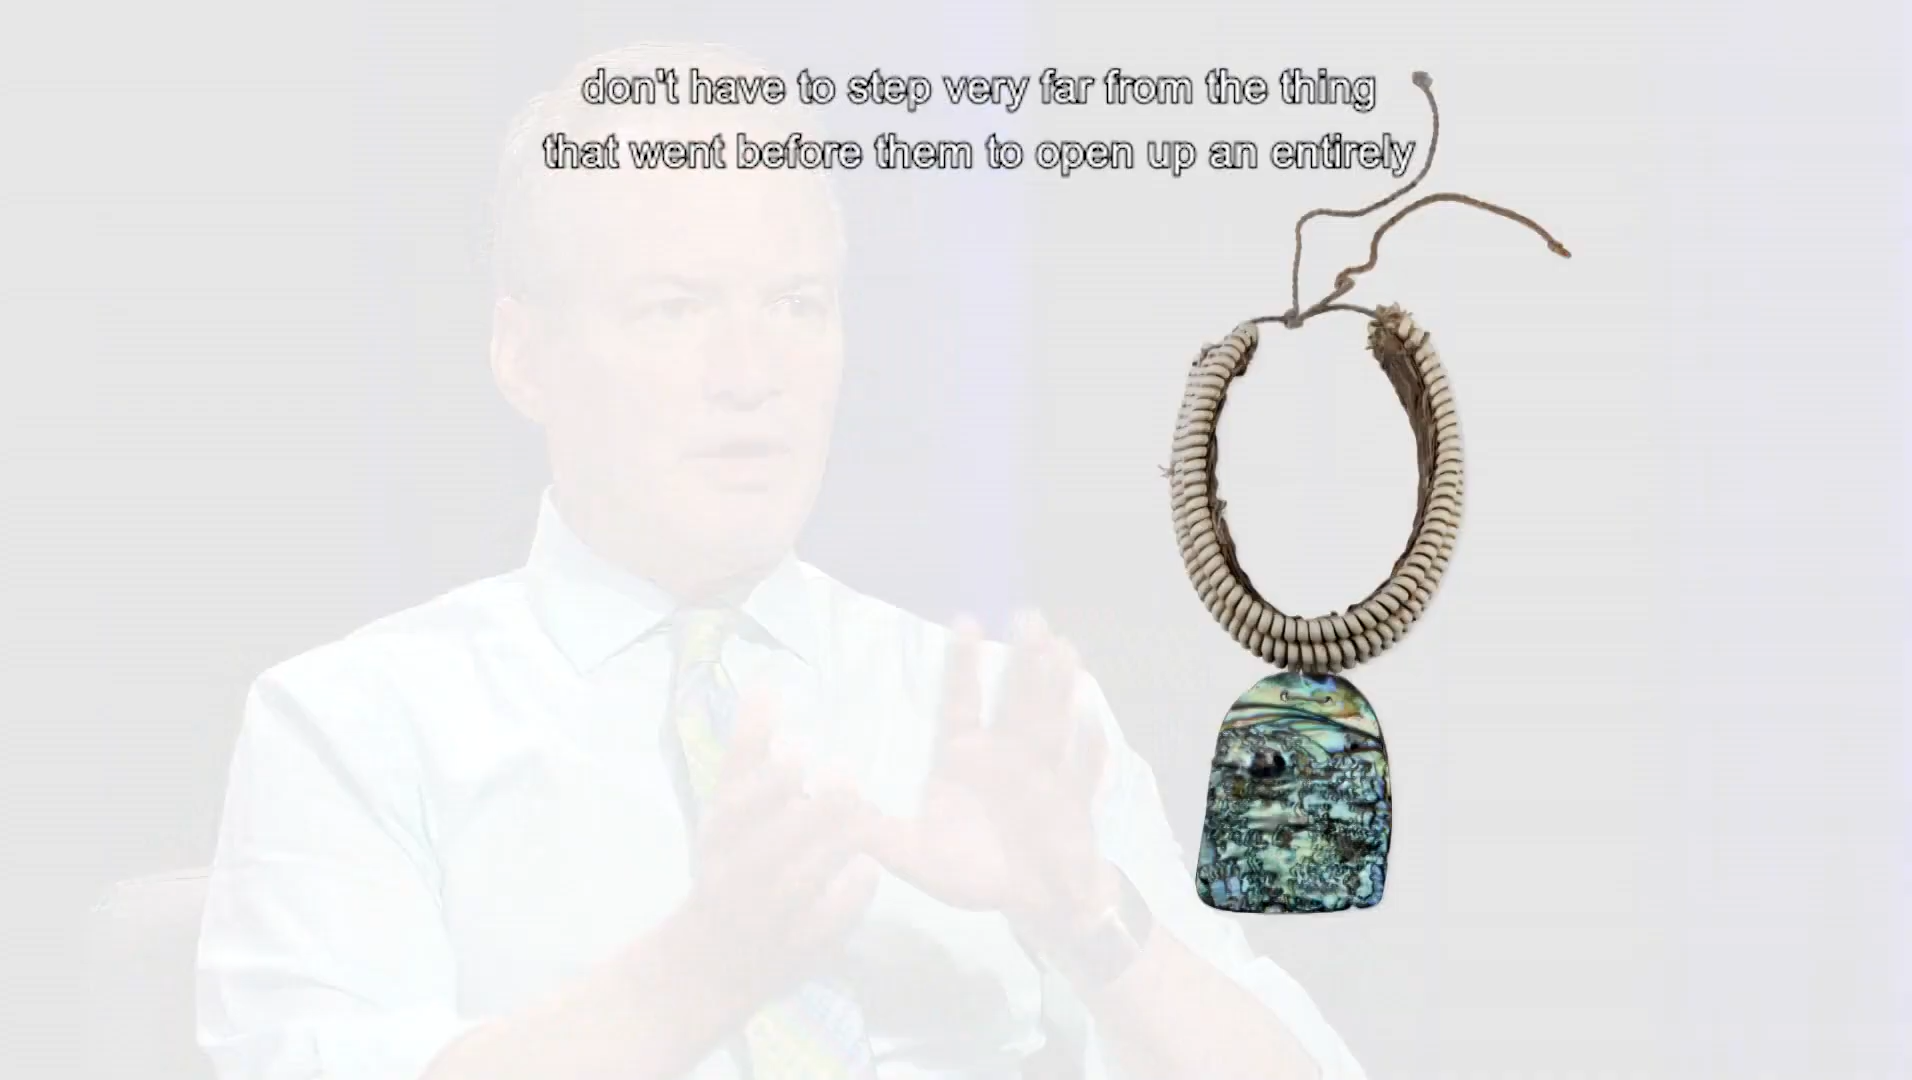 don't have to step very far from the thing
that went before them to open up an entirely